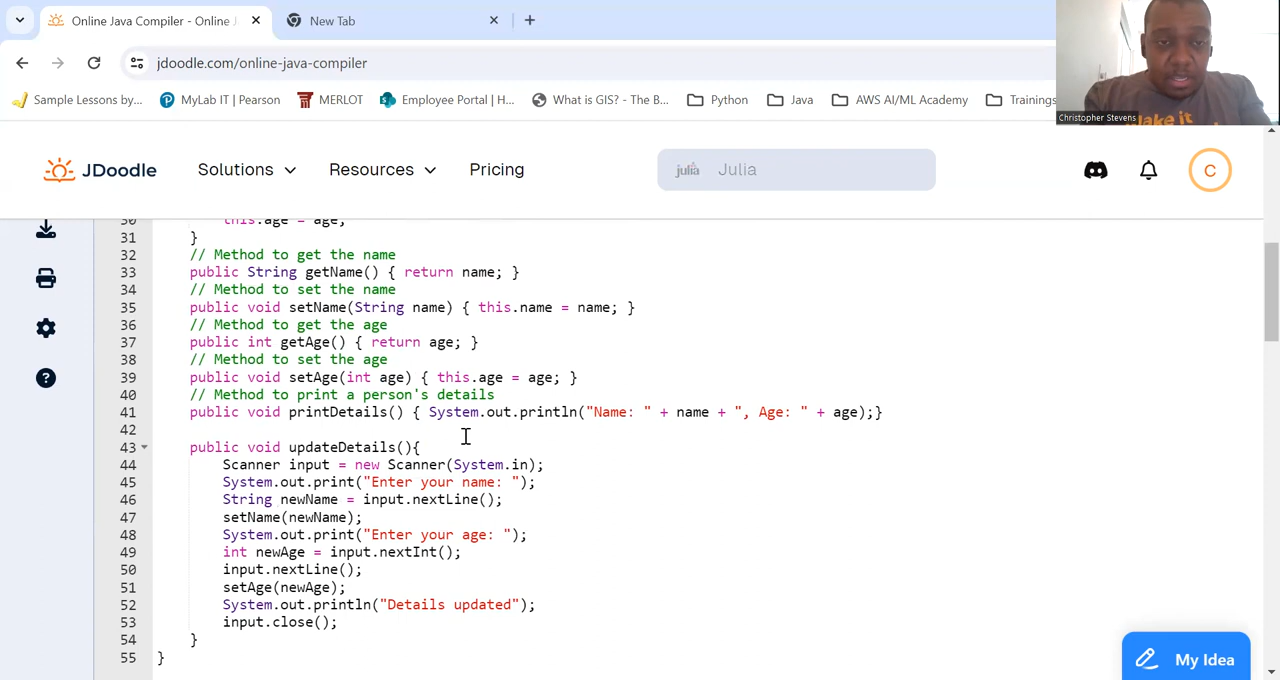 Online Java Compiler - Online J
New Tab
jdoodle.com/online-java-compiler
Sample Lessons by... MyLab IT | Pearson MERLOT Employee Portal | H... What is GIS? - The B... Python Java AWS AI/ML Academy Trainings
Make it
Christopher Stevens
JDoodle Solutions Resources Pricing julia Julia C
30 this.age = age;
31 }
32 // Method to get the name
33 public String getName() { return name; }
34 // Method to set the name
35 public void setName(String name) { this.name = name; }
36 // Method to get the age
37 public int getAge() { return age; }
38 // Method to set the age
39 public void setAge(int age) { this.age = age; }
40 // Method to print a person's details
41 public void printDetails() { System.out.println("Name: " + name + ", Age: " + age);}
42
43 public void updateDetails(){
44 Scanner input = new Scanner(System.in);
45 System.out.print("Enter your name: ");
46 String newName = input.nextLine();
47 setName(newName);
48 System.out.print("Enter your age: ");
49 int newAge = input.nextInt();
50 input.nextLine();
51 setAge(newAge);
52 System.out.println("Details updated");
53 input.close();
54 }
55 }
My Idea